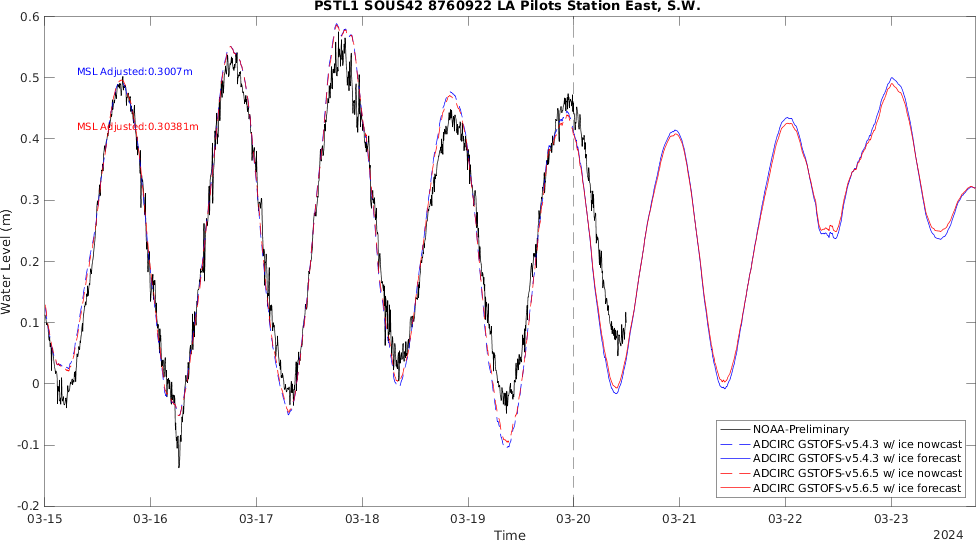 PSTL1 SOUS42 8760922 LA Pilots Station East, S.W.
0.6
0.5
0.4
0.3
0.2
0.1
0
-0.1
-0.2
Water Level (m)
MSL Adjusted:0.3007m
MSL Adjusted:0.30381m
NOAA-Preliminary
ADCIRC GSTOFS-v5.4.3 w/ ice nowcast
ADCIRC GSTOFS-v5.4.3 w/ ice forecast
ADCIRC GSTOFS-v5.6.5 w/ ice nowcast
ADCIRC GSTOFS-v5.6.5 w/ ice forecast
03-15 03-16 03-17 03-18 03-19 03-20 03-21 03-22 03-23
Time
2024